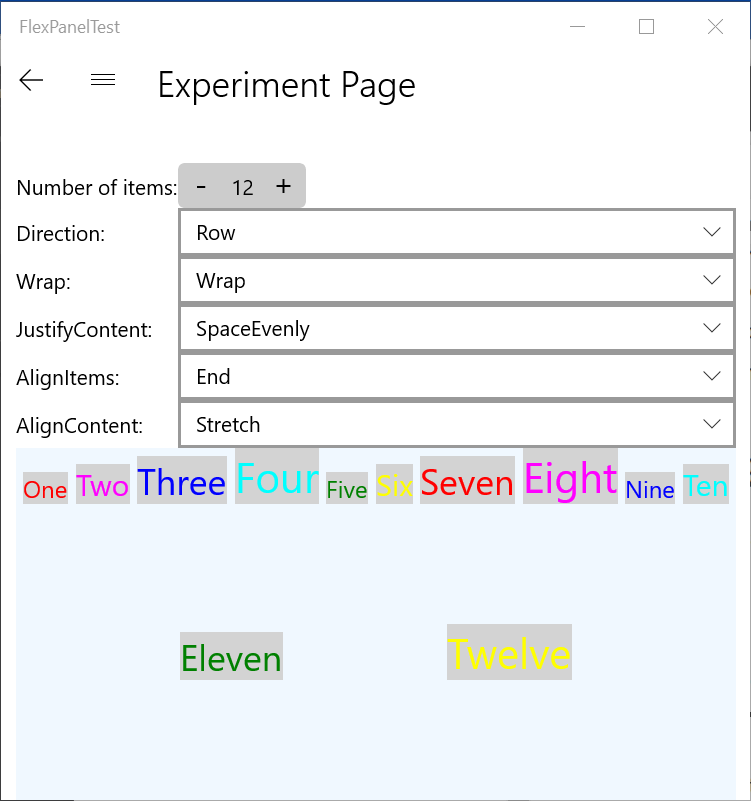 FlexPanelTest
Experiment Page
Number of items: - 12 +
Direction: Row
Wrap: Wrap
JustifyContent: SpaceEvenly
AlignItems: End
AlignContent: Stretch
One Two Three Four Five Six Seven Eight Nine Ten
Eleven Twelve